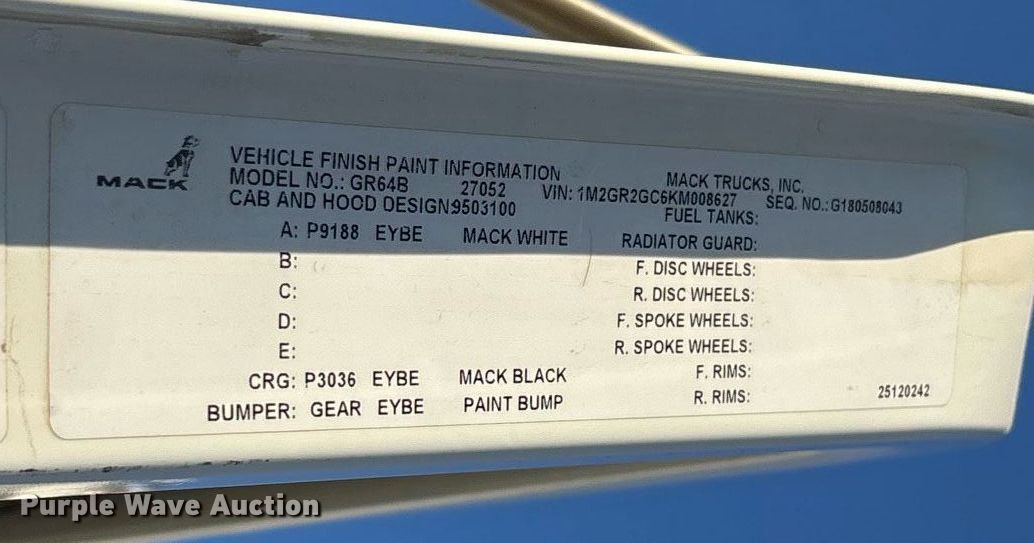 MACK
VEHICLE FINISH PAINT INFORMATION MACK TRUCKS, INC.
MODEL NO.: GR64B 27052 VIN: 1M2GR2GC6KM008627 SEQ. NO.:G180508043
CAB AND HOOD DESIGN9503100 FUEL TANKS:
A: P9188 EYBE MACK WHITE RADIATOR GUARD:
B: F. DISC WHEELS:
C: R. DISC WHEELS:
D: F. SPOKE WHEELS:
E: R. SPOKE WHEELS:
CRG: P3036 EYBE MACK BLACK F. RIMS:
BUMPER: GEAR EYBE PAINT BUMP R. RIMS: 25120242
Purple Wave Auction